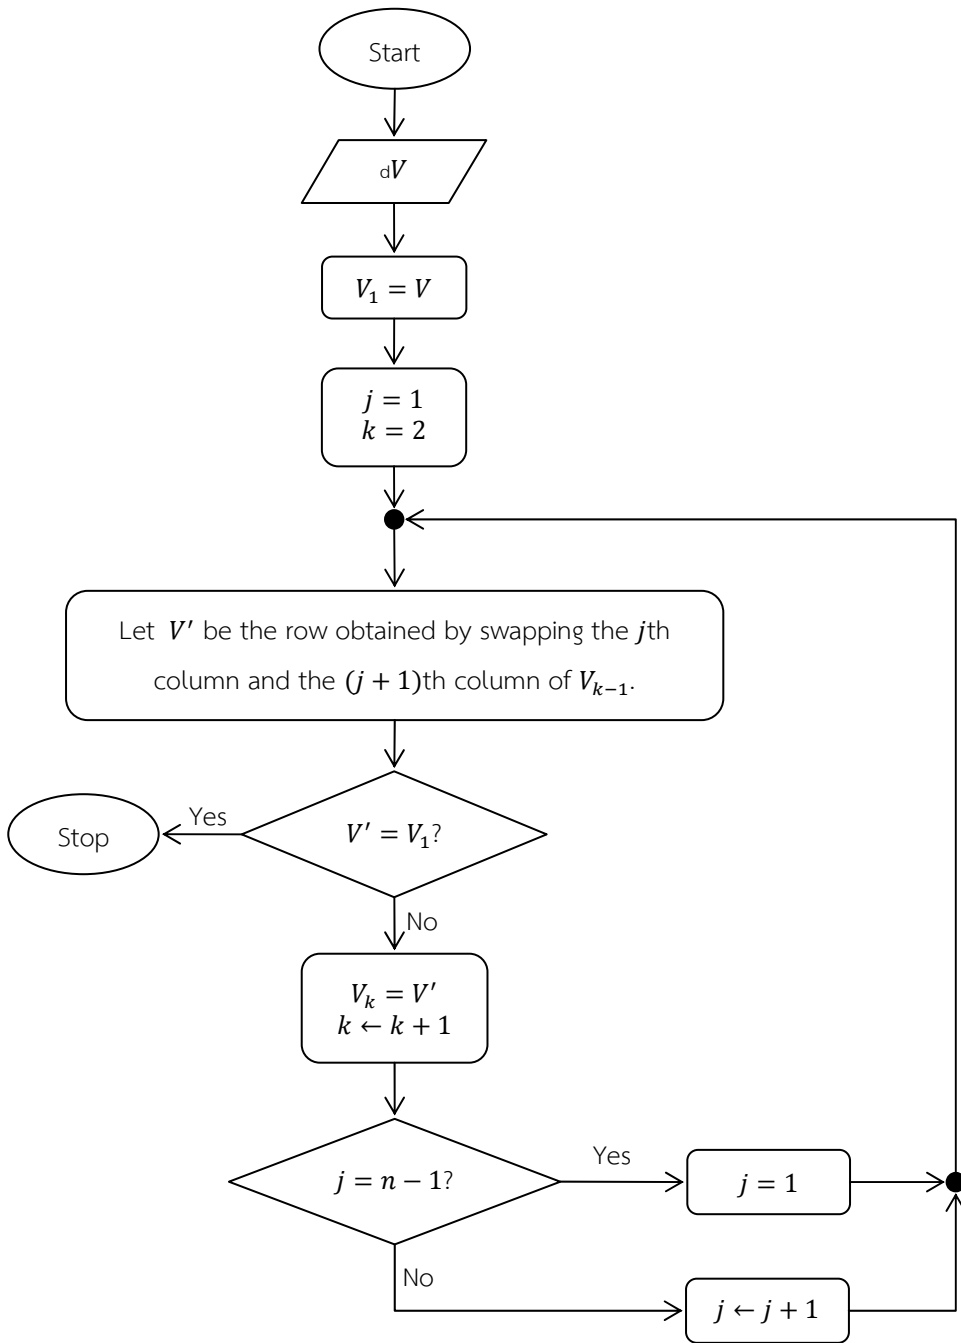 Start
dV
V₁ = V
j = 1
k = 2
Let V′ be the row obtained by swapping the jth
column and the (j + 1)th column of Vₖ₋₁.
Yes
Stop
V′ = V₁?
No
Vₖ = V′
k ← k + 1
Yes
j = n − 1?
j = 1
No
j ← j + 1